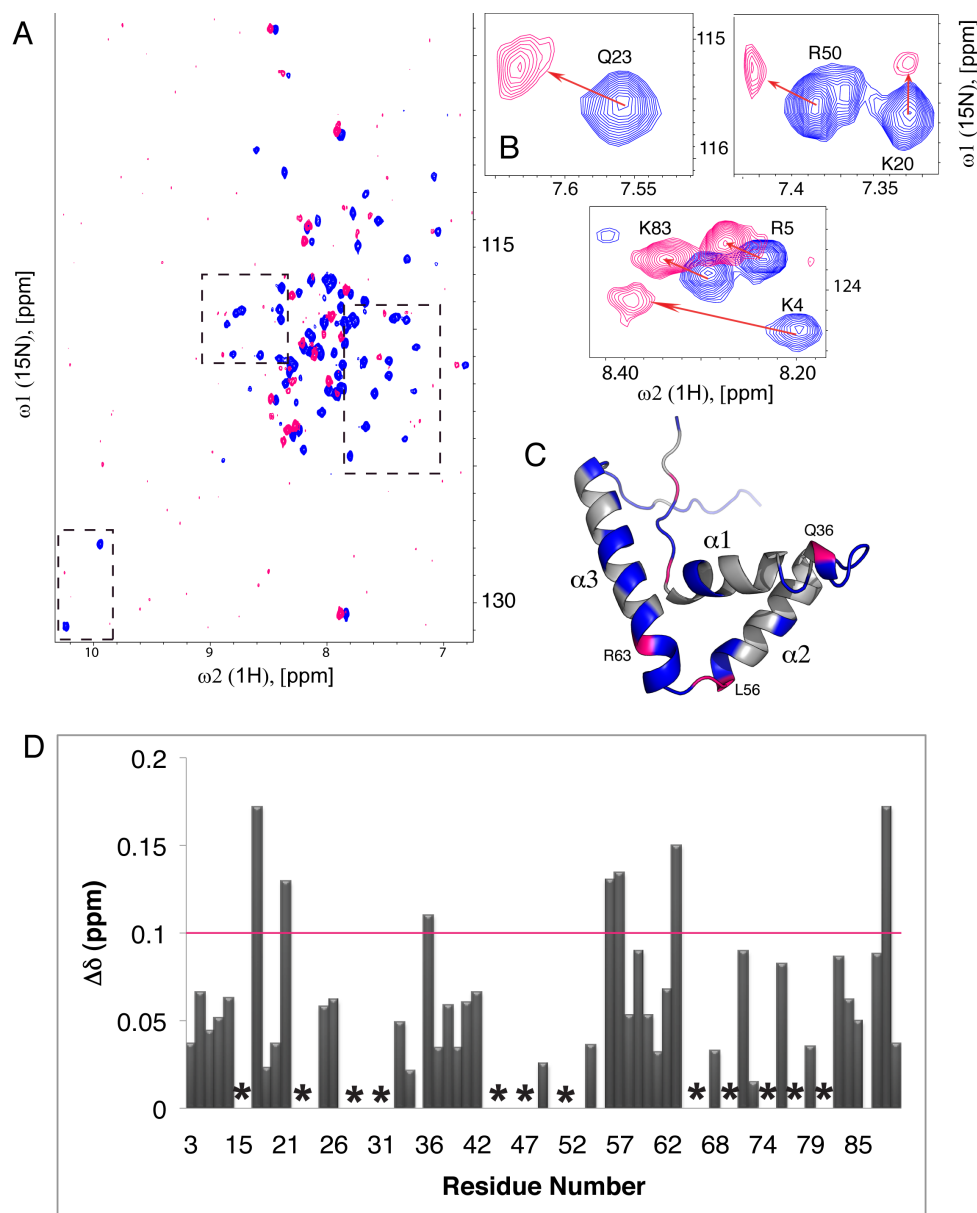 A
ω1 (15N), [ppm]
115
130
10 9 8 7
ω2 (1H), [ppm]
B
Q23
115
116
7.6 7.55
R50
K20
7.4 7.35
ω1 (15N) [ppm]
K83 R5
K4
124
8.40 8.20
ω2 (1H), [ppm]
C
α1
Q36
α3
α2
R63
L56
D
0.2
0.15
0.1
0.05
0
Δδ (ppm)
* * * * * * * * * * * *
3 15 21 26 31 36 42 47 52 57 62 68 74 79 85
Residue Number